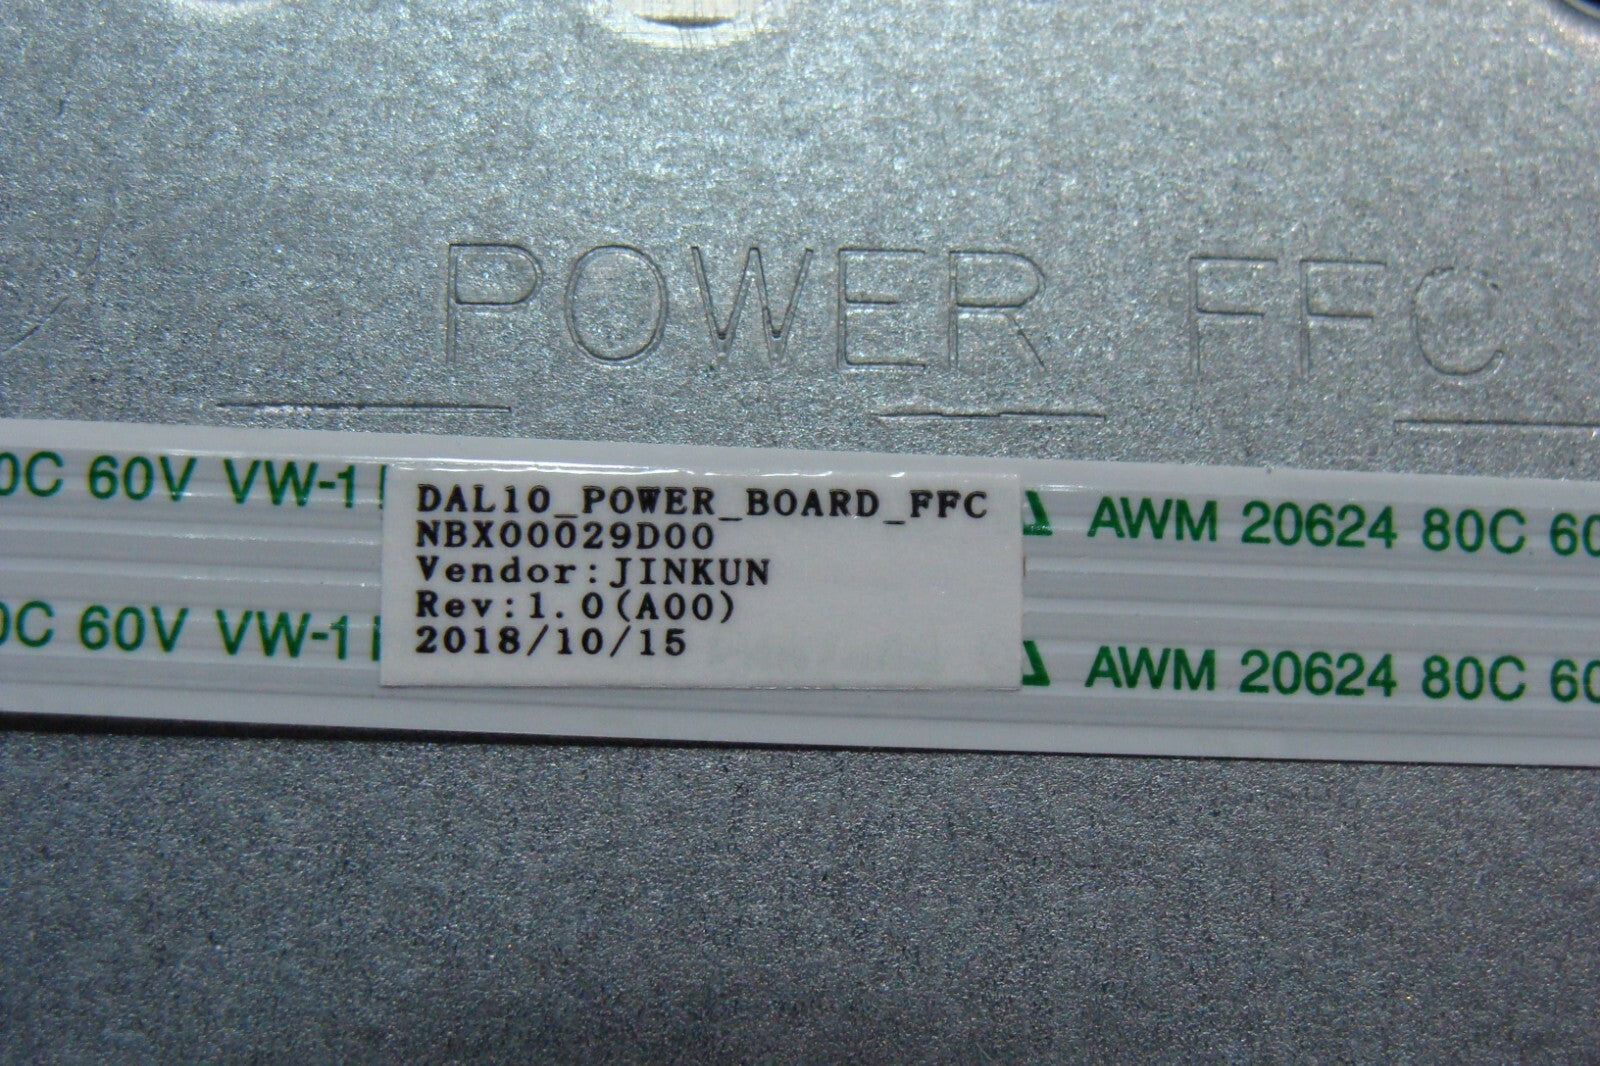 POWER FFC
0C 60V VW-1
DAL10_POWER_BOARD_FFC
NBX00029D00
Vendor:JINKUN
Rev:1.0(A00)
2018/10/15
AWM 20624 80C 60
0C 60V VW-1
AWM 20624 80C 60